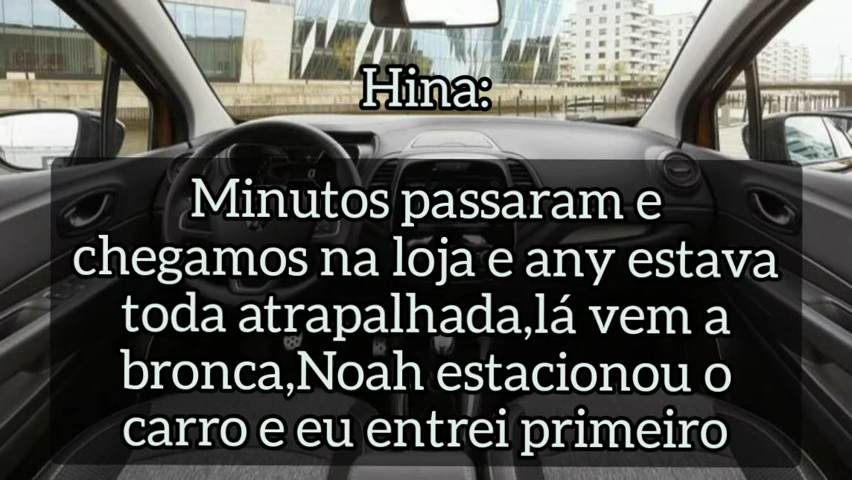 Hina:
Minutos passaram e
chegamos na loja e any estava
toda atrapalhada,lá vem a
bronca,Noah estacionou o
carro e eu entrei primeiro